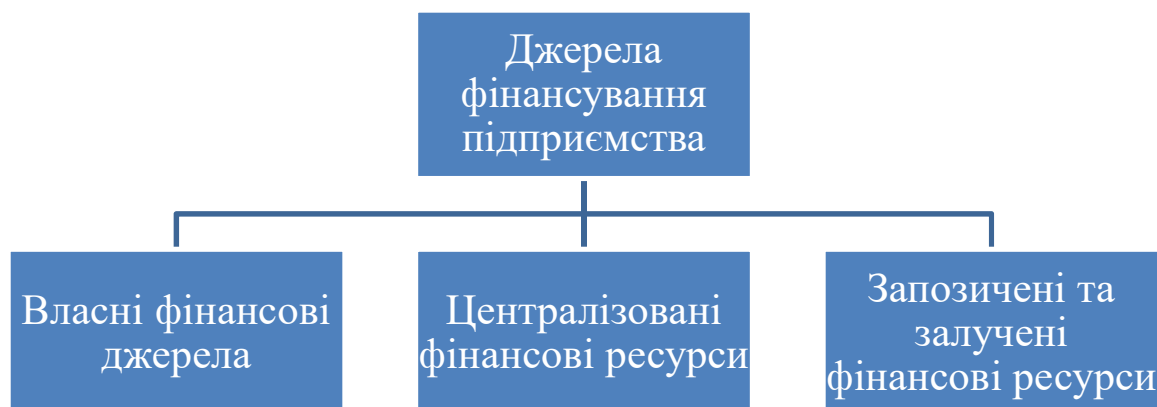 Джерела
фінансування
підприємства
Власні фінансові
джерела
Централізовані
фінансові ресурси
Запозичені та
залучені
фінансові ресурси